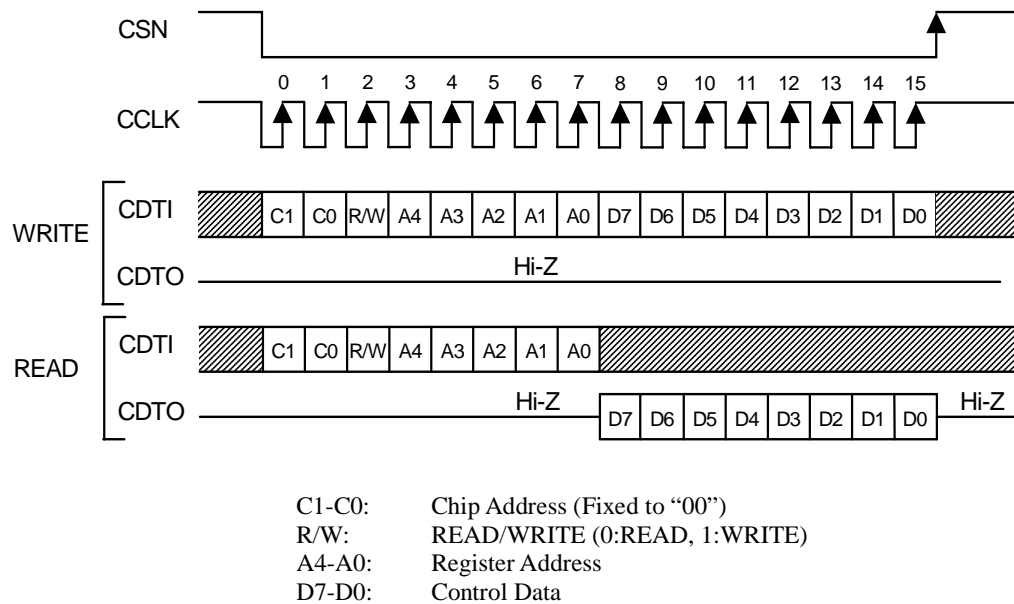 CSN
0 1 2 3 4 5 6 7 8 9 10 11 12 13 14 15
CCLK
WRITE
CDTI
C1 C0 R/W A4 A3 A2 A1 A0 D7 D6 D5 D4 D3 D2 D1 D0
CDTO
Hi-Z
READ
CDTI
C1 C0 R/W A4 A3 A2 A1 A0
CDTO
Hi-Z
D7 D6 D5 D4 D3 D2 D1 D0
Hi-Z
C1-C0: Chip Address (Fixed to “00”)
R/W: READ/WRITE (0:READ, 1:WRITE)
A4-A0: Register Address
D7-D0: Control Data